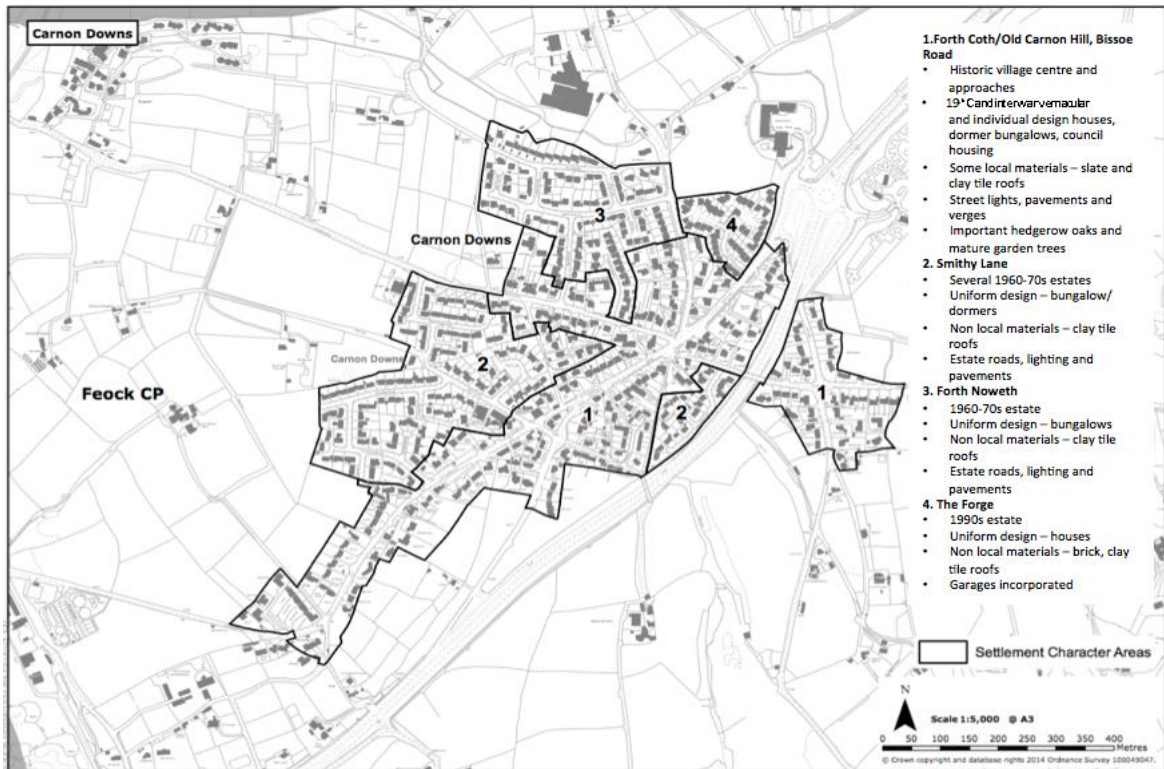 Carnon Downs
Carnon Downs
Carnon Downs
Feock CP
3
4
2
1
2
1
1.Forth Coth/Old Carnon Hill, Bissoe
Road
• Historic village centre and
approaches
• 19th C and interwar vernacular
and individual design houses,
dormer bungalows, council
housing
• Some local materials – slate and
clay tile roofs
• Street lights, pavements and
verges
• Important hedgerow oaks and
mature garden trees
2. Smithy Lane
• Several 1960-70s estates
• Uniform design – bungalow/
dormers
• Non local materials – clay tile
roofs
• Estate roads, lighting and
pavements
3. Forth Noweth
• 1960-70s estate
• Uniform design – bungalows
• Non local materials – clay tile
roofs
• Estate roads, lighting and
pavements
4. The Forge
• 1990s estate
• Uniform design – houses
• Non local materials – brick, clay
tile roofs
• Garages incorporated
Settlement Character Areas
N
Scale 1:5,000 @ A3
0 50 100 150 200 250 300 350 400
Metres
© Crown copyright and database rights 2014 Ordnance Survey 100049047.